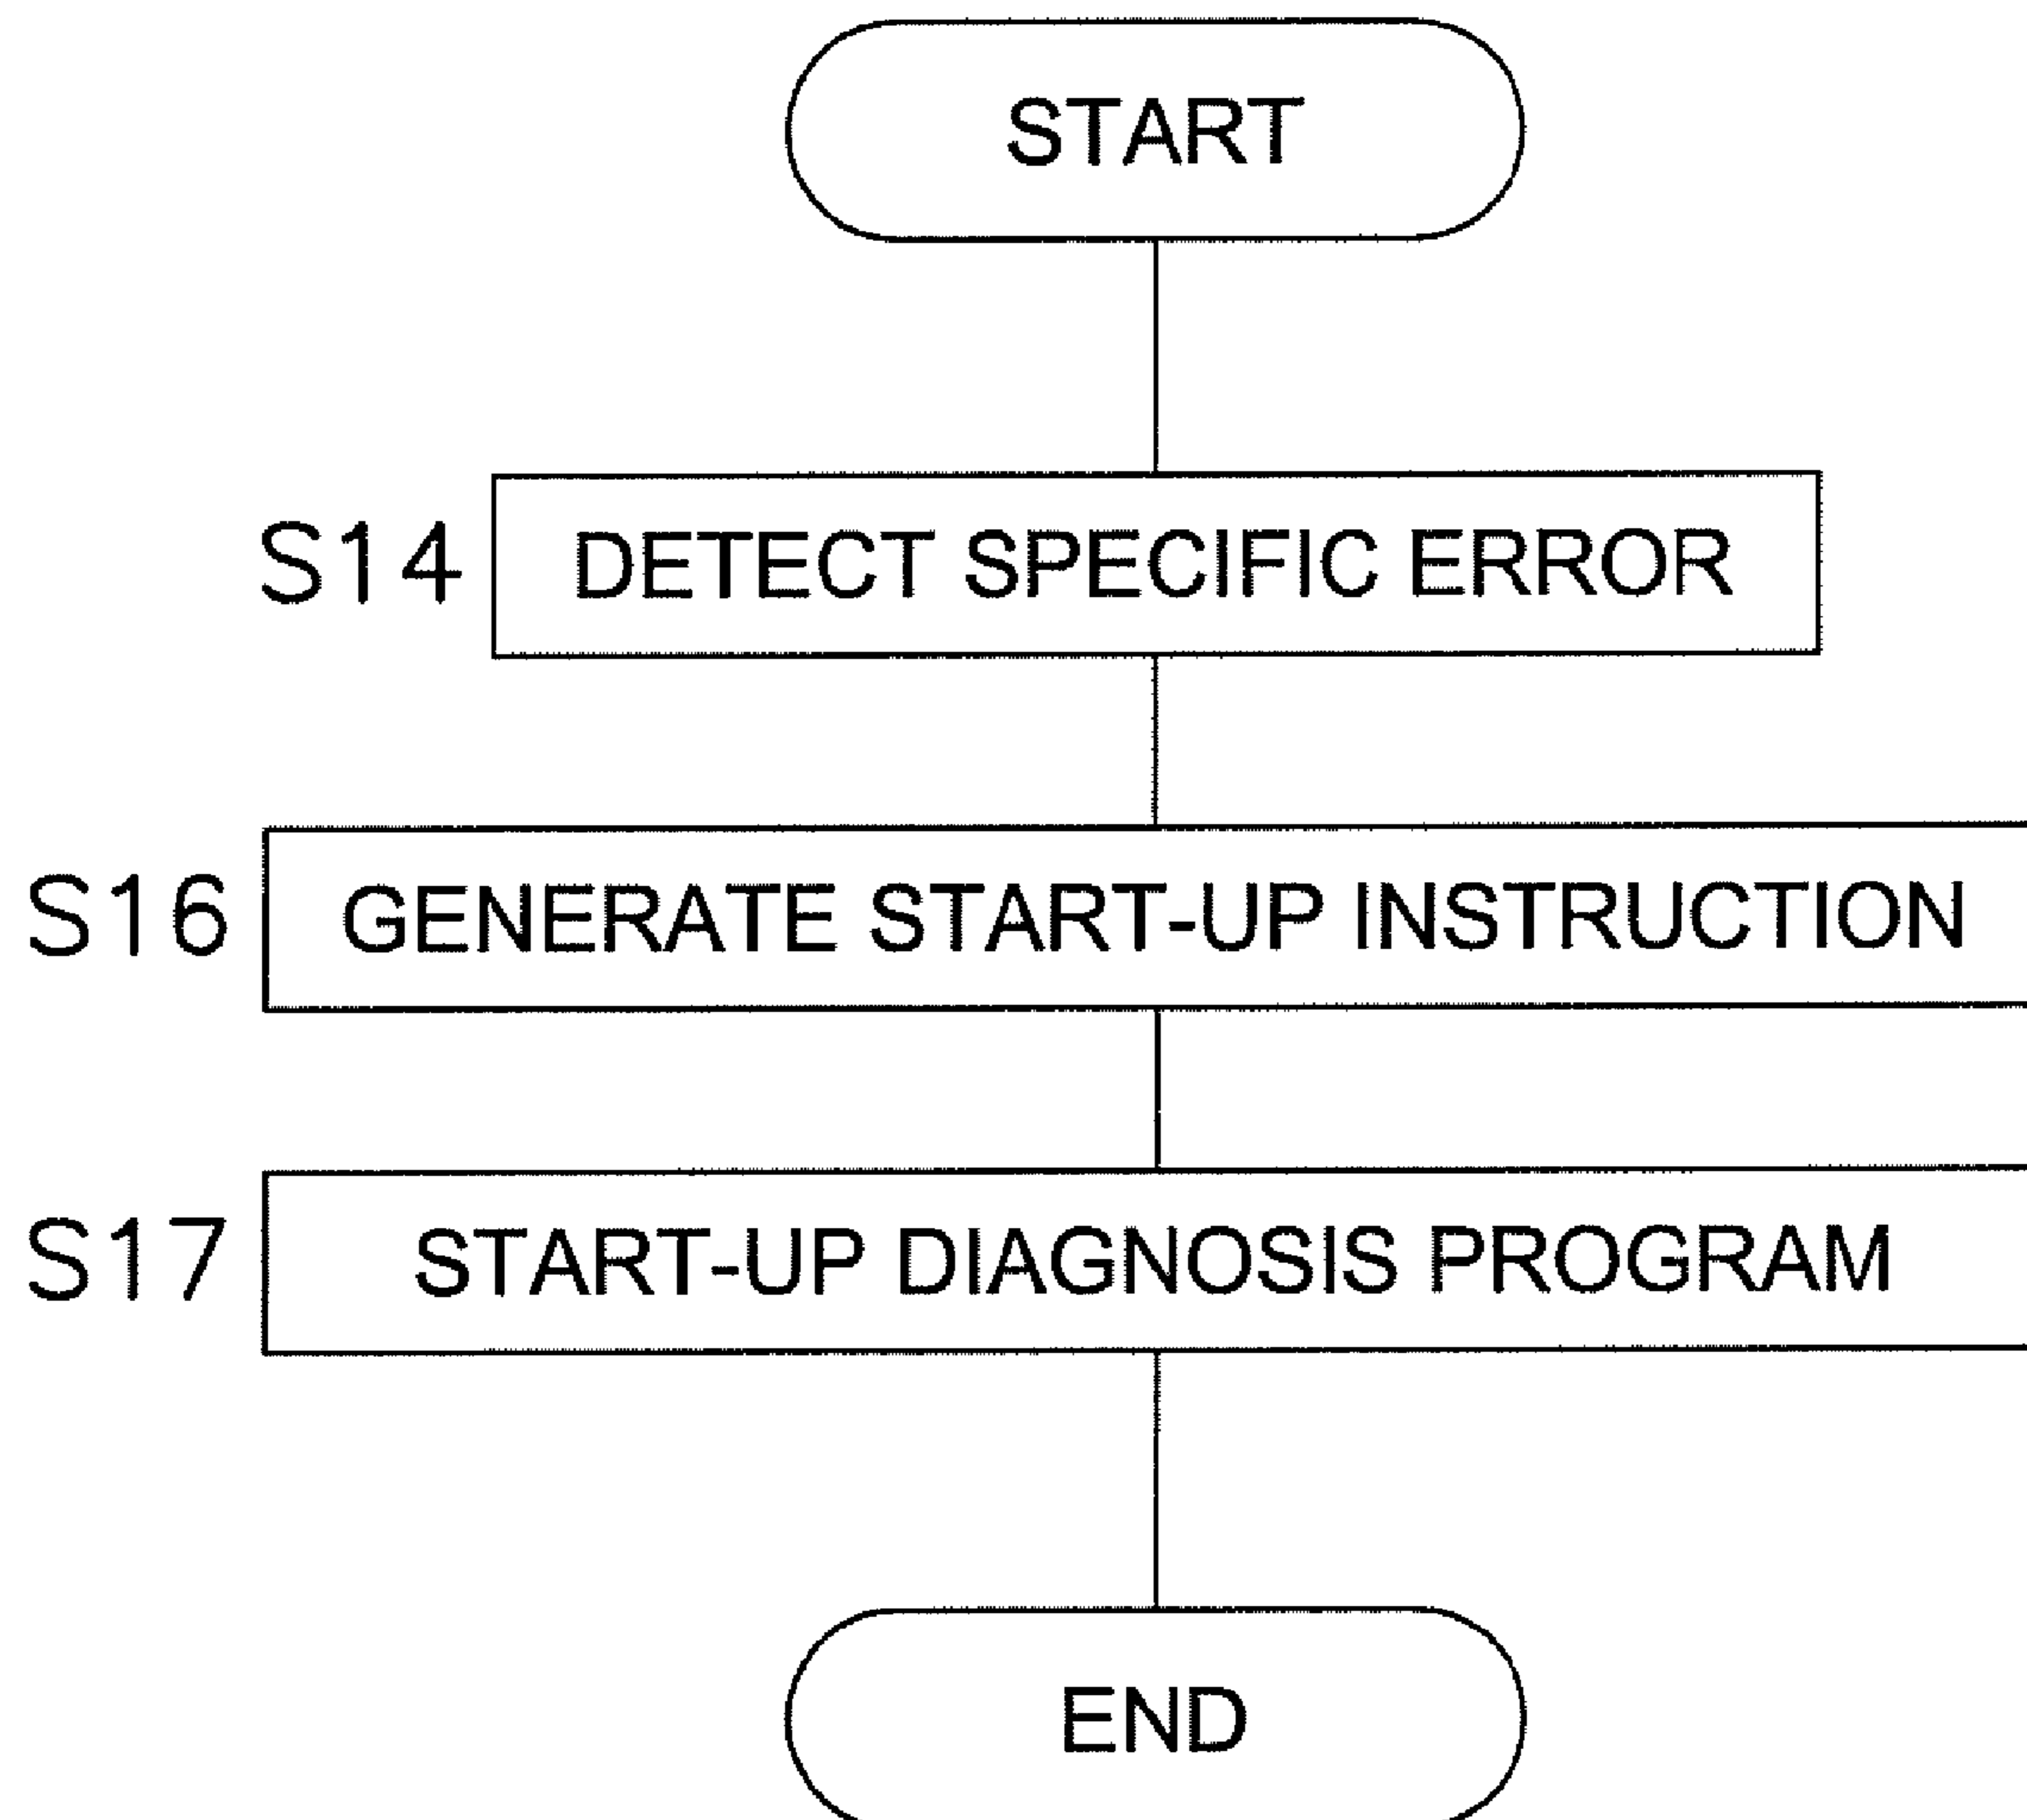 START
S14 DETECT SPECIFIC ERROR
S16 GENERATE START-UP INSTRUCTION
S17 START-UP DIAGNOSIS PROGRAM
END